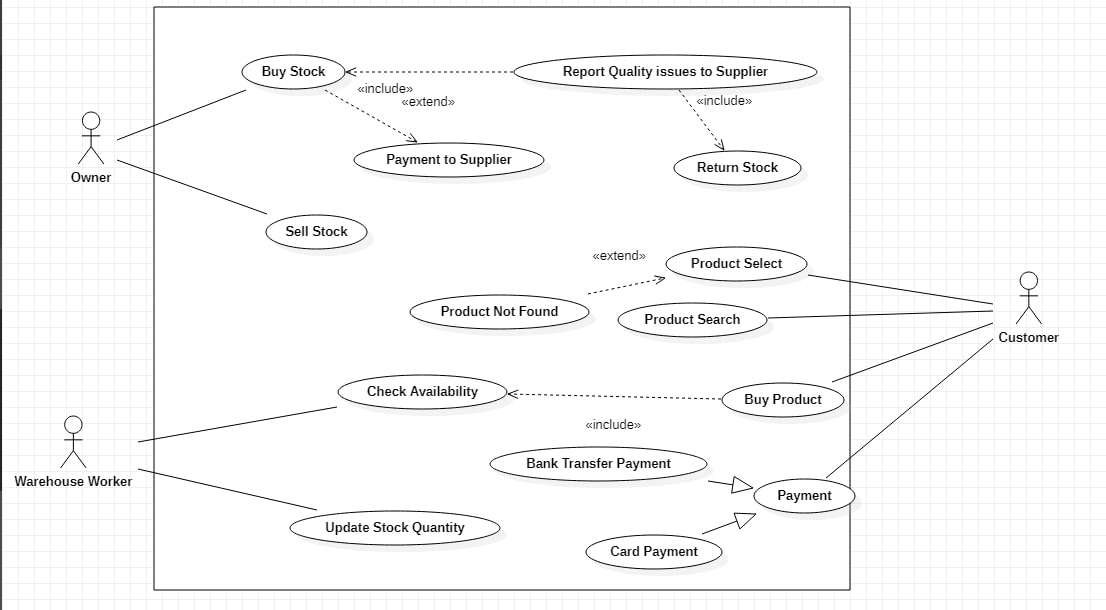 Buy Stock
Report Quality issues to Supplier
«include»
«extend»
«include»
Payment to Supplier
Return Stock
Owner
Sell Stock
«extend»
Product Select
Product Not Found
Product Search
Customer
Check Availability
Buy Product
«include»
Bank Transfer Payment
Warehouse Worker
Payment
Update Stock Quantity
Card Payment